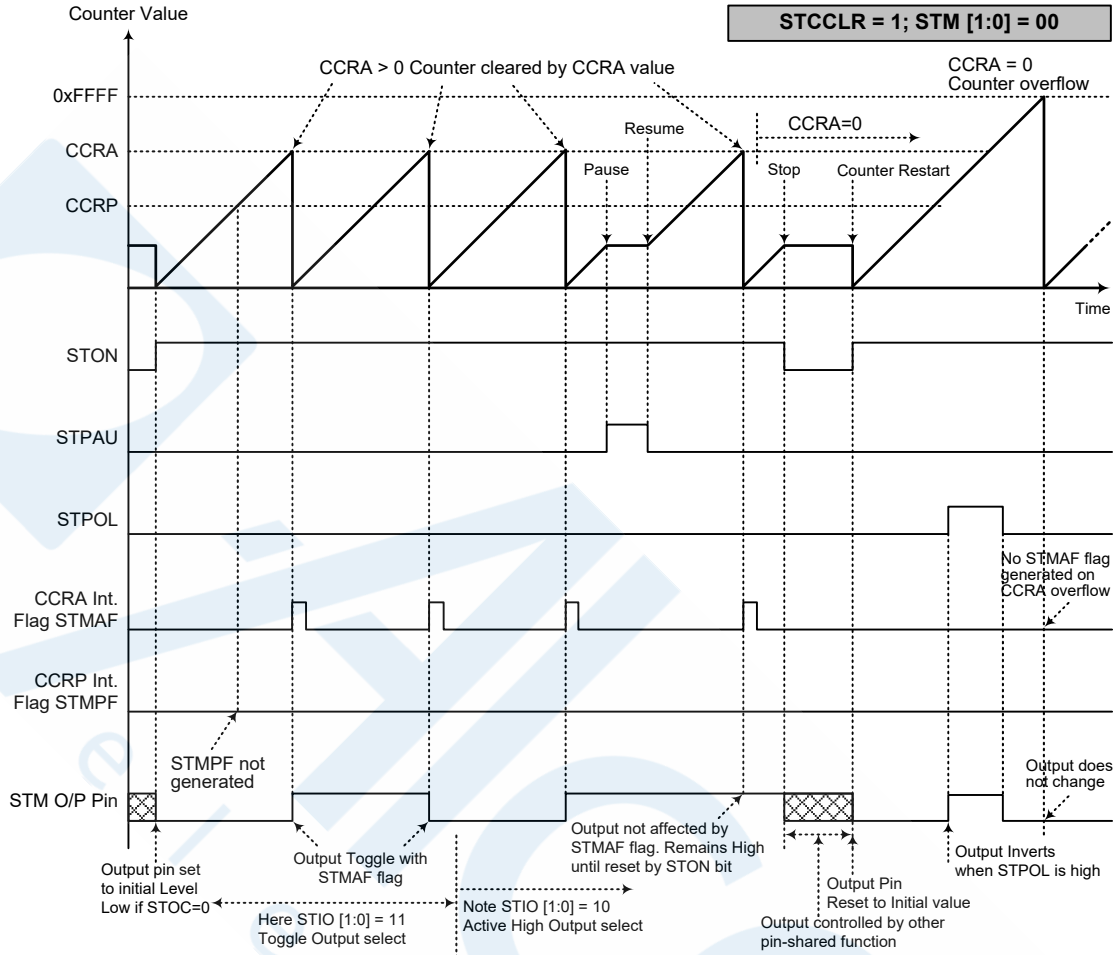 Counter Value
STCCLR = 1; STM [1:0] = 00
CCRA > 0 Counter cleared by CCRA value
CCRA = 0
Counter overflow
0xFFFF
CCRA
CCRP
Resume
CCRA=0
Pause
Stop
Counter Restart
Time
STON
STPAU
STPOL
CCRA Int.
Flag STMAF
No STMAF flag
generated on
CCRA overflow
CCRP Int.
Flag STMPF
STMPF not
generated
STM O/P Pin
Output does
not change
Output pin set
to initial Level
Low if STOC=0
Output Toggle with
STMAF flag
Here STIO [1:0] = 11
Toggle Output select
Note STIO [1:0] = 10
Active High Output select
Output not affected by
STMAF flag. Remains High
until reset by STON bit
Output Pin
Reset to Initial value
Output controlled by other
pin-shared function
Output Inverts
when STPOL is high